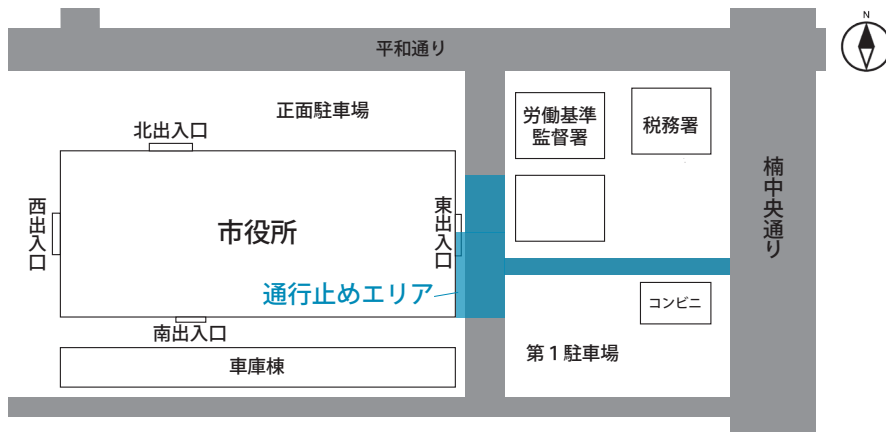 N
平和通り
正面駐車場
北出入口
労働基準
監督署
税務署
楠中央通り
西出入口
市役所
東出入口
通行止めエリア
コンビニ
南出入口
車庫棟
第１駐車場